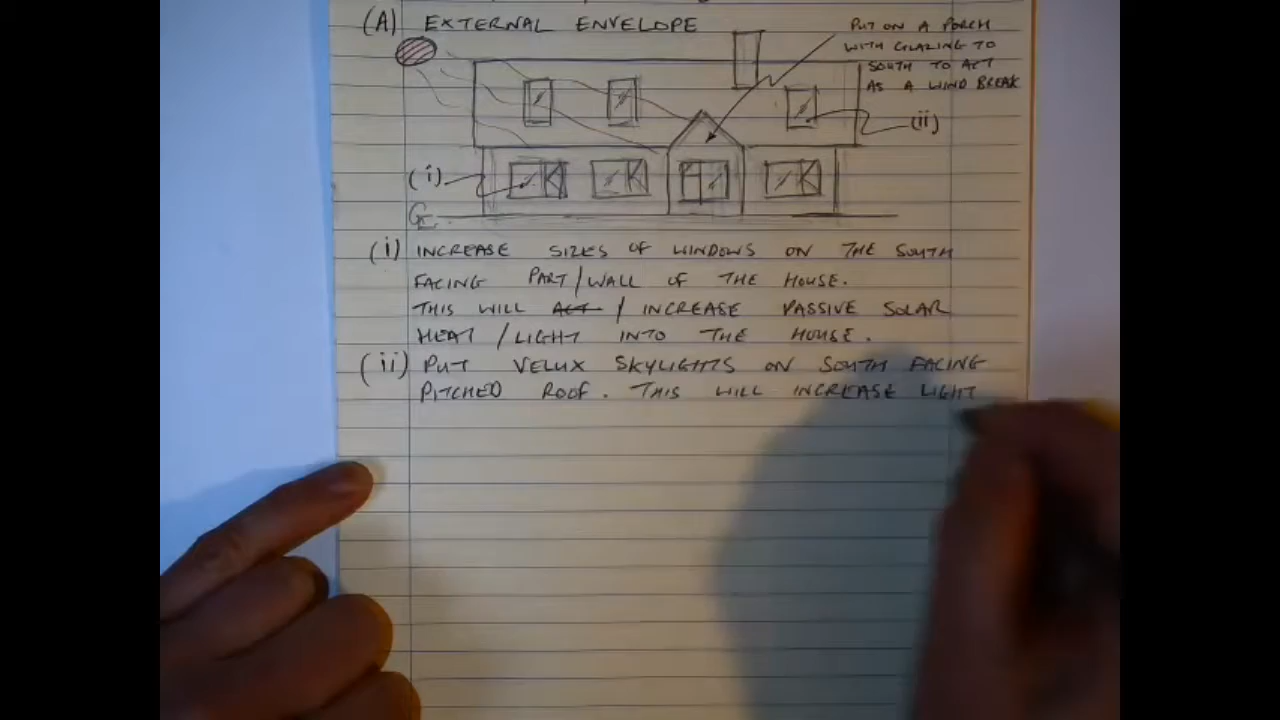 (A) EXTERNAL ENVELOPE
PUT ON A PORCH
WITH GLAZING TO
SOUTH TO ACT
AS A WIND BREAK
(ii)
(i)
GL
(i) INCREASE SIZES OF WINDOWS ON THE SOUTH
FACING PART/WALL OF THE HOUSE.
THIS WILL ACT / INCREASE PASSIVE SOLAR
HEAT /LIGHT INTO THE HOUSE.
(ii) PUT VELUX SKYLIGHTS ON SOUTH FACING
PITCHED ROOF. THIS WILL INCREASE LIGHT